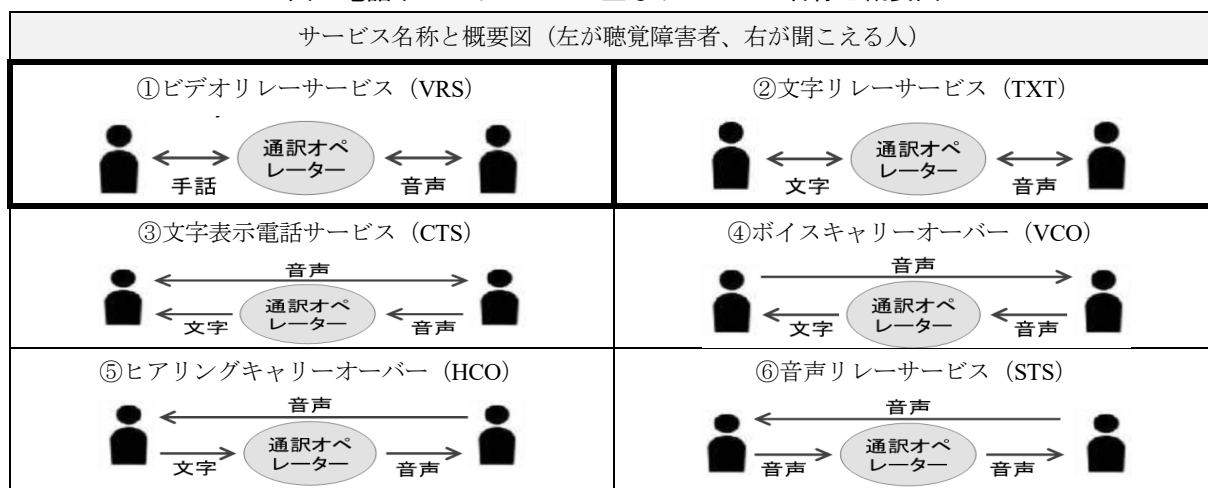 サービス名称と概要図(左が聴覚障害者、右が聞こえる人)
①ビデオリレーサービス(VRS)
通訳オペ
レーター
手話
音声
②文字リレーサービス(TXT)
通訳オペ
レーター
文字
音声
③文字表示電話サービス(CTS)
音声
通訳オペ
レーター
文字
音声
④ボイスキャリーオーバー(VCO)
音声
通訳オペ
レーター
文字
音声
⑤ヒアリングキャリーオーバー(HCO)
音声
通訳オペ
レーター
文字
音声
⑥音声リレーサービス(STS)
音声
通訳オペ
レーター
音声
音声